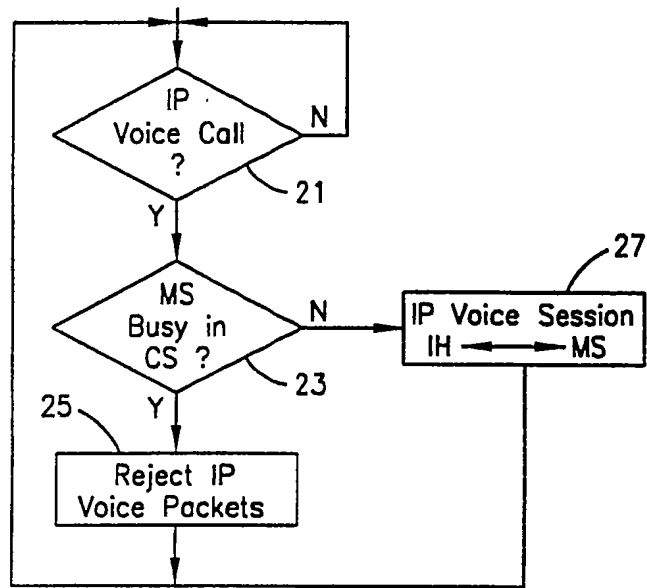 IP
Voice Call
?
N
21
Y
MS
Busy in
CS ?
N
23
Y
27
IP Voice Session
IH MS
25
Reject IP
Voice Packets